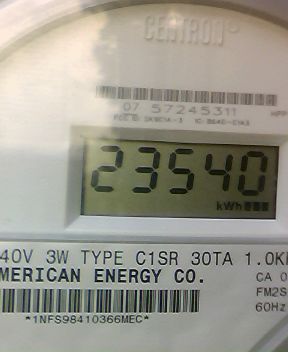 CENTRON®
07 57245311
23540
kWh
40V 3W TYPE C1SR 30TA 1.0K
MERICAN ENERGY CO.
CA 0
FM2S
60Hz
*1NFS98410366MEC*